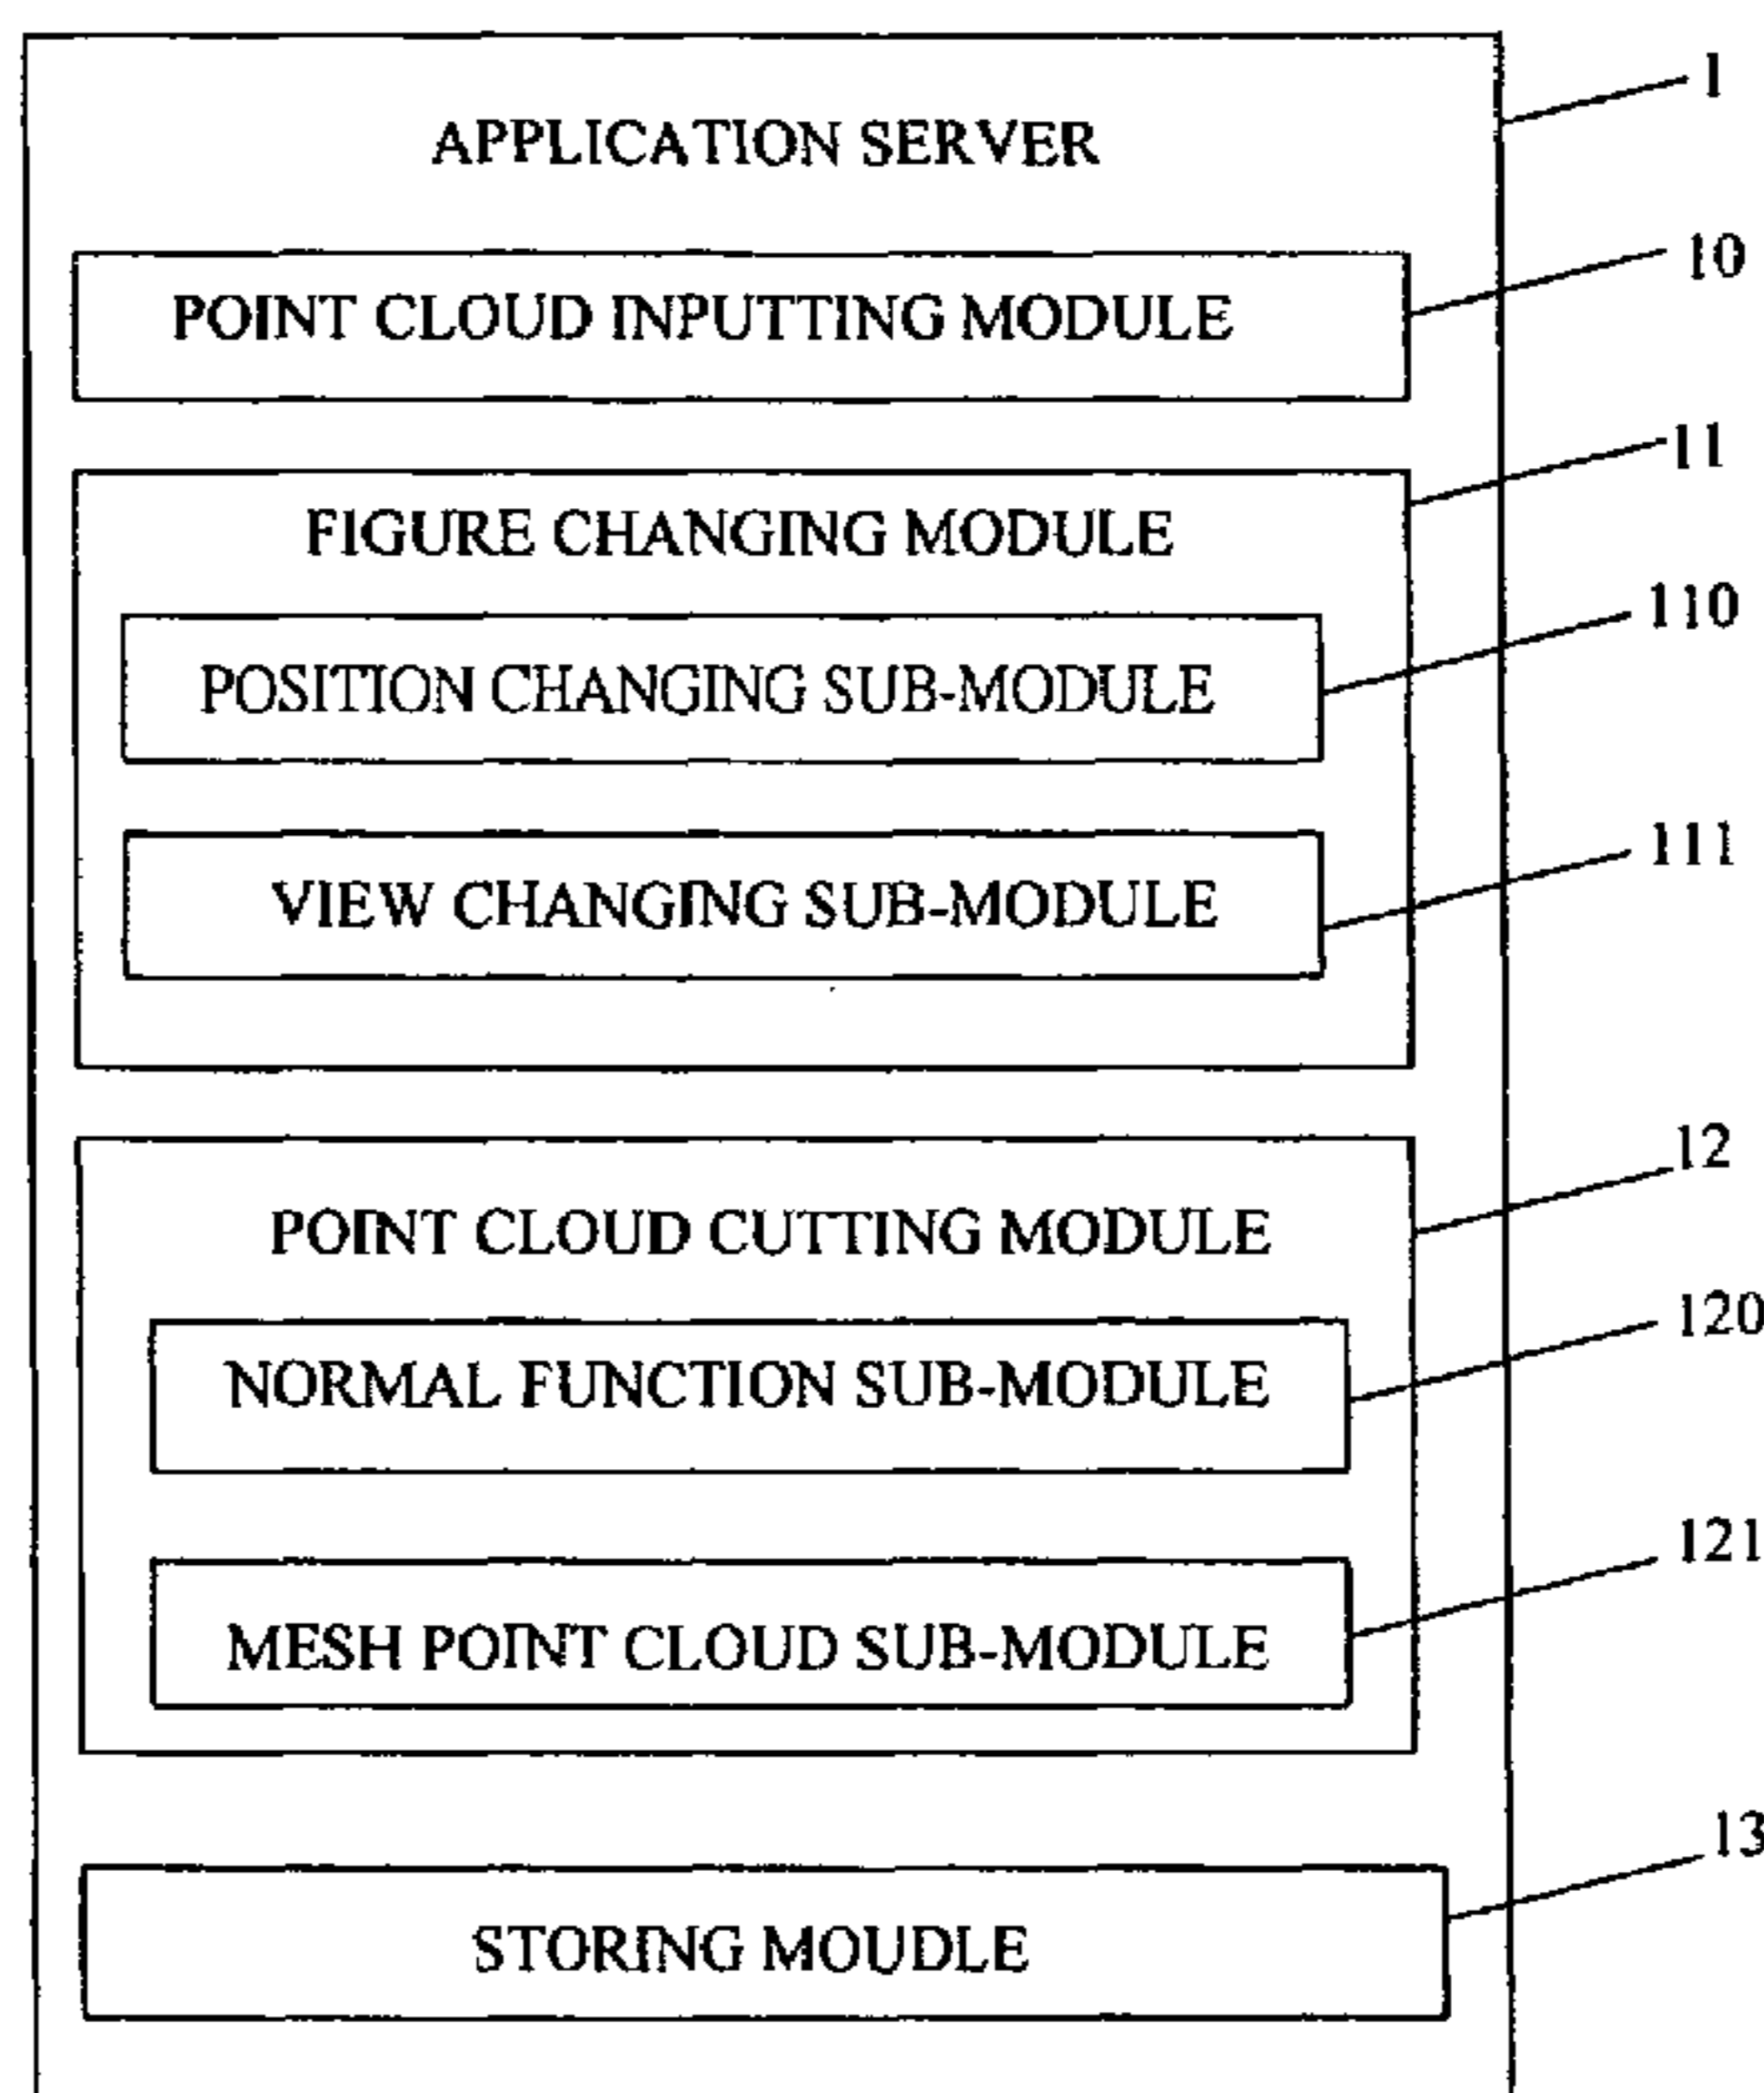 APPLICATION SERVER
1
POINT CLOUD INPUTTING MODULE
10
FIGURE CHANGING MODULE
11
POSITION CHANGING SUB-MODULE
110
VIEW CHANGING SUB-MODULE
111
POINT CLOUD CUTTING MODULE
12
NORMAL FUNCTION SUB-MODULE
120
MESH POINT CLOUD SUB-MODULE
121
STORING MOUDLE
13